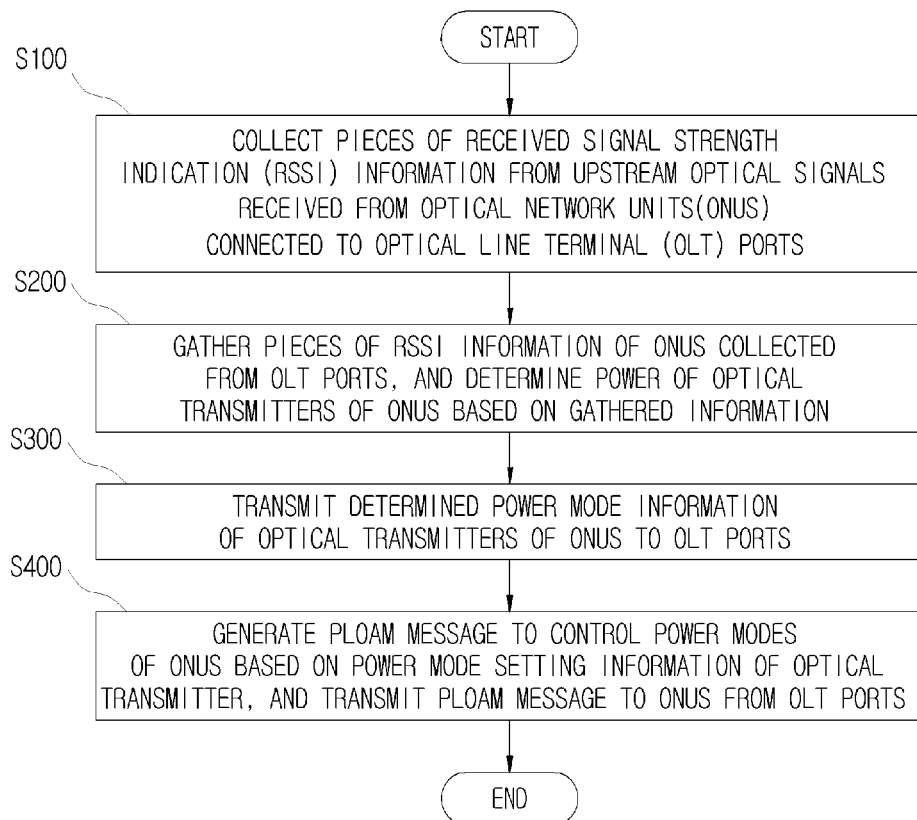 START
S100
COLLECT PIECES OF RECEIVED SIGNAL STRENGTH
INDICATION (RSSI) INFORMATION FROM UPSTREAM OPTICAL SIGNALS
RECEIVED FROM OPTICAL NETWORK UNITS(ONUS)
CONNECTED TO OPTICAL LINE TERMINAL (OLT) PORTS
S200
GATHER PIECES OF RSSI INFORMATION OF ONUS COLLECTED
FROM OLT PORTS, AND DETERMINE POWER OF OPTICAL
TRANSMITTERS OF ONUS BASED ON GATHERED INFORMATION
S300
TRANSMIT DETERMINED POWER MODE INFORMATION
OF OPTICAL TRANSMITTERS OF ONUS TO OLT PORTS
S400
GENERATE PLOAM MESSAGE TO CONTROL POWER MODES
OF ONUS BASED ON POWER MODE SETTING INFORMATION OF OPTICAL
TRANSMITTER, AND TRANSMIT PLOAM MESSAGE TO ONUS FROM OLT PORTS
END